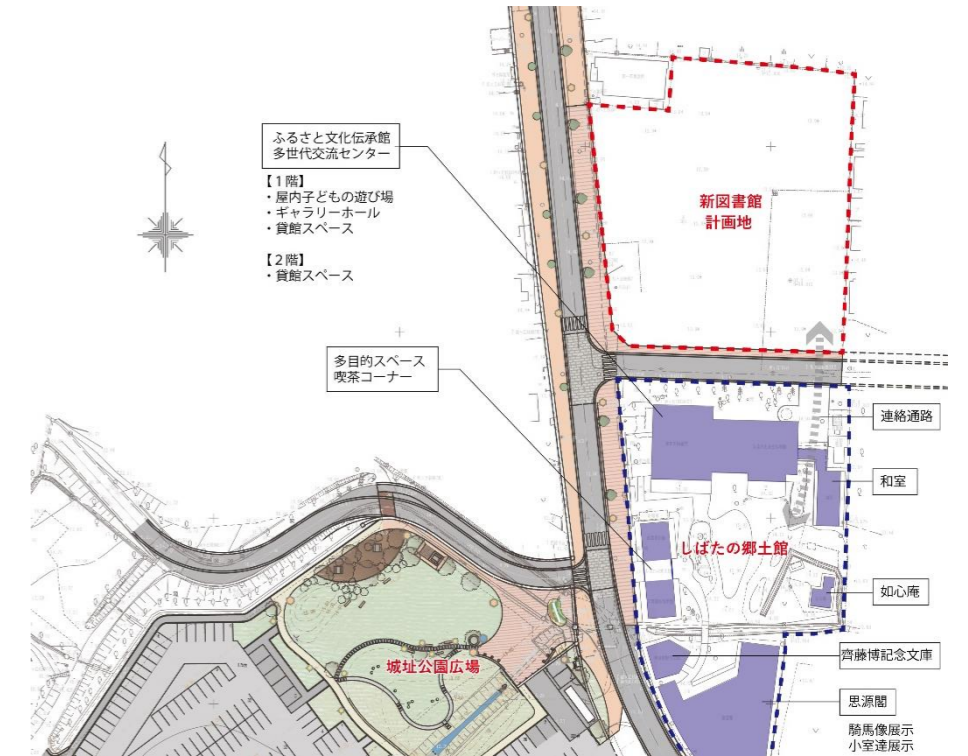 ふるさと文化伝承館
多世代交流センター
【1階】
・屋内子どもの遊び場
・ギャラリーホール
・貸館スペース
【2階】
・貸館スペース
新図書館
計画地
多目的スペース
喫茶コーナー
連絡通路
和室
しばたの郷土館
如心庵
城址公園広場
齊藤博記念文庫
思源閣
騎馬像展示
小室達展示